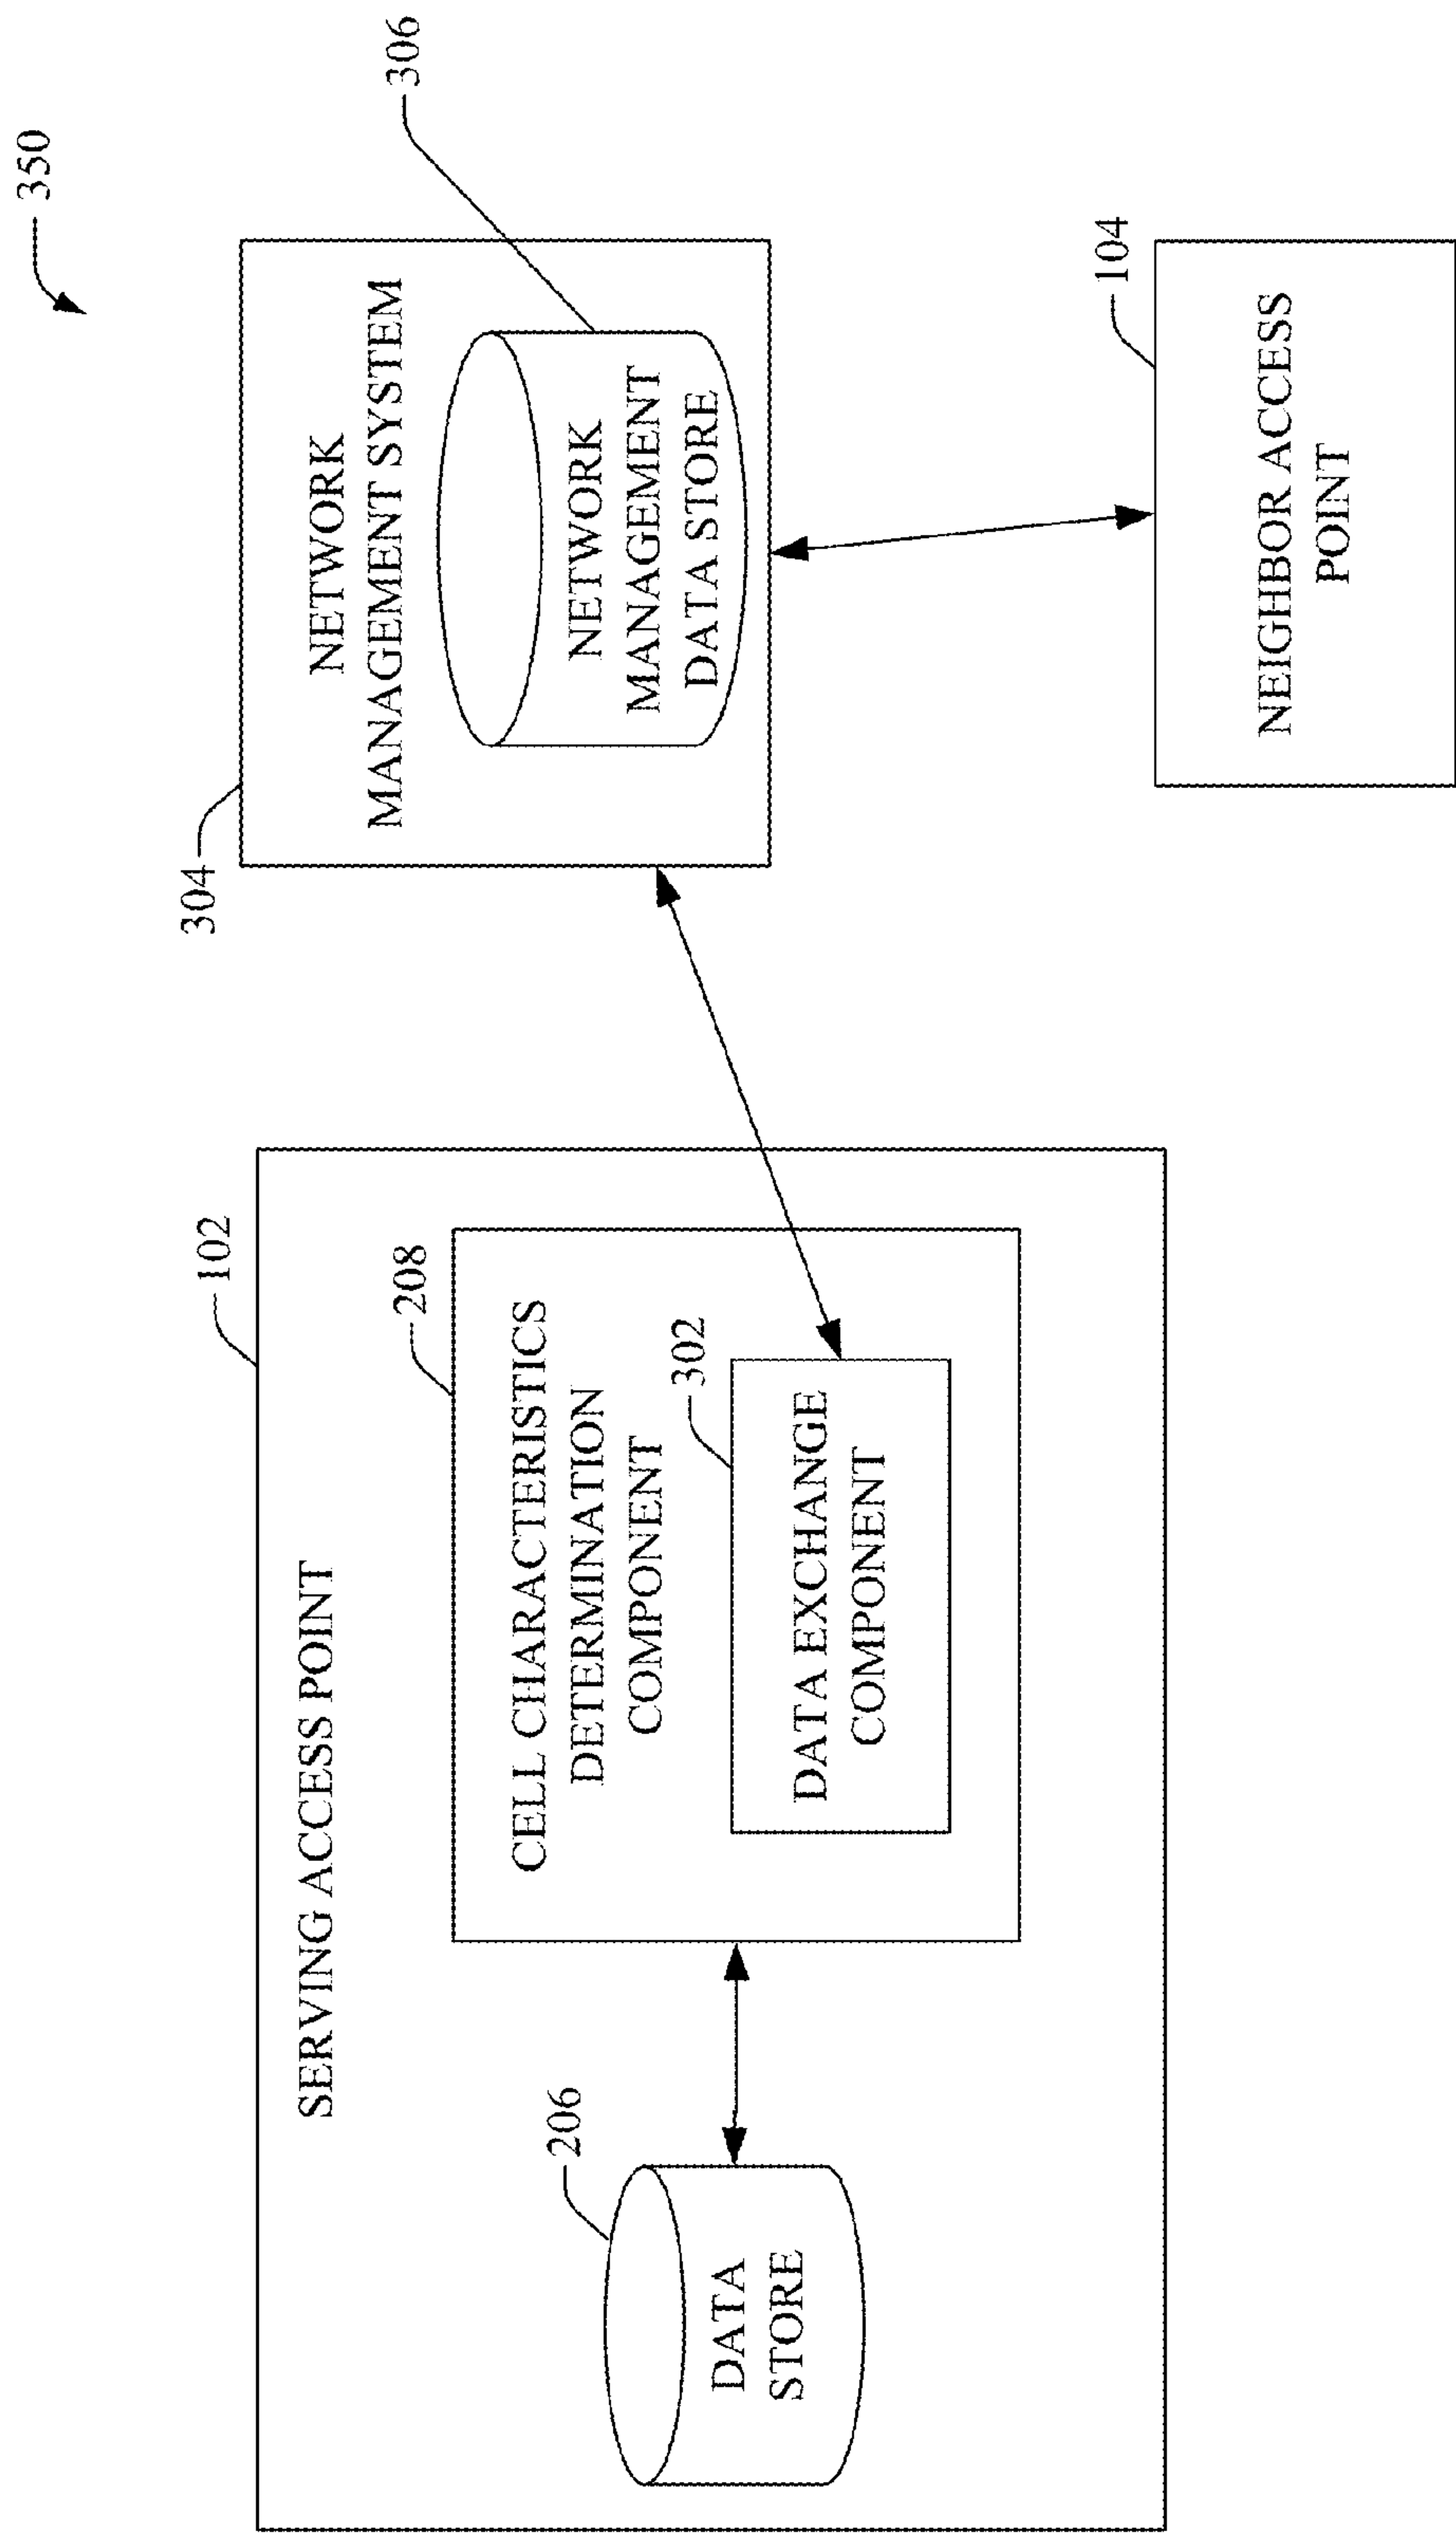 350
102
SERVING ACCESS POINT
208
CELL CHARACTERISTICS
DETERMINATION
COMPONENT
302
DATA EXCHANGE
COMPONENT
206
DATA
STORE
304
NETWORK
MANAGEMENT SYSTEM
306
NETWORK
MANAGEMENT
DATA STORE
104
NEIGHBOR ACCESS
POINT